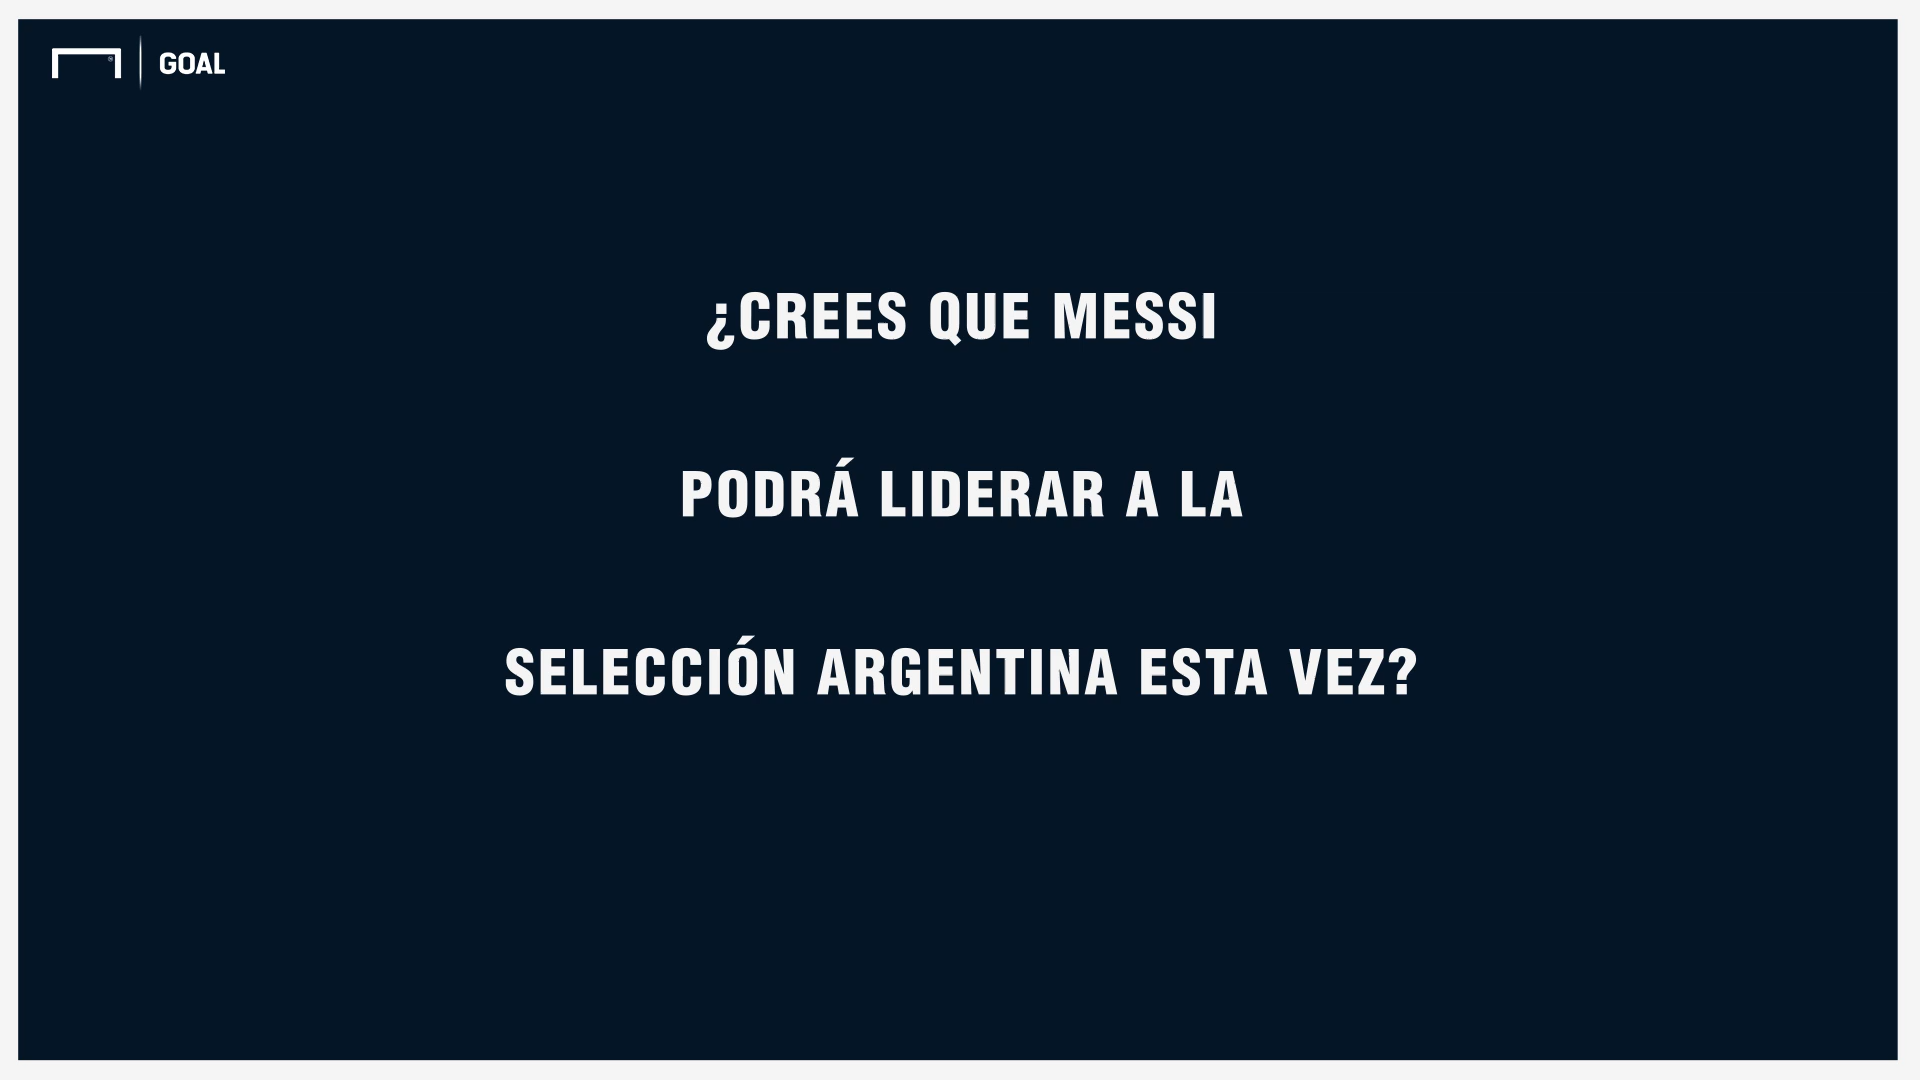 GOAL
¿CREES QUE MESSI
PODRÁ LIDERAR A LA
SELECCIÓN ARGENTINA ESTA VEZ?